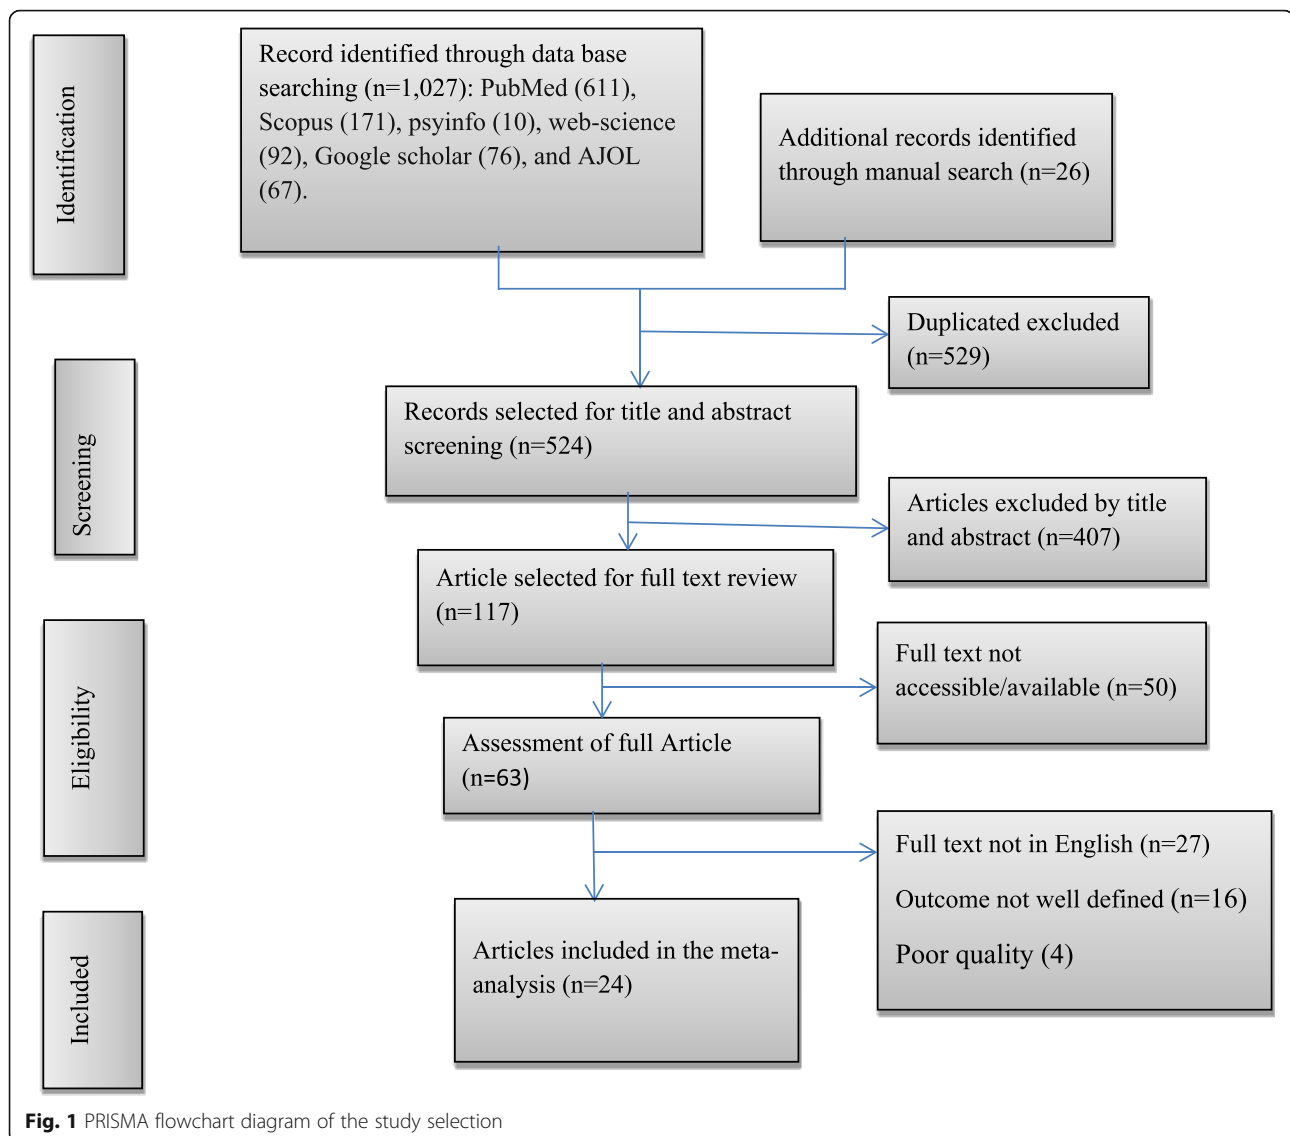 Identification
Record identified through data base
searching (n=1,027): PubMed (611),
Scopus (171), psyinfo (10), web-science
(92), Google scholar (76), and AJOL
(67).
Additional records identified
through manual search (n=26)
Duplicated excluded
(n=529)
Screening
Records selected for title and abstract
screening (n=524)
Articles excluded by title
and abstract (n=407)
Article selected for full text review
(n=117)
Eligibility
Full text not
accessible/available (n=50)
Assessment of full Article
(n=63)
Full text not in English (n=27)
Outcome not well defined (n=16)
Poor quality (4)
Included
Articles included in the meta-
analysis (n=24)
Fig. 1 PRISMA flowchart diagram of the study selection